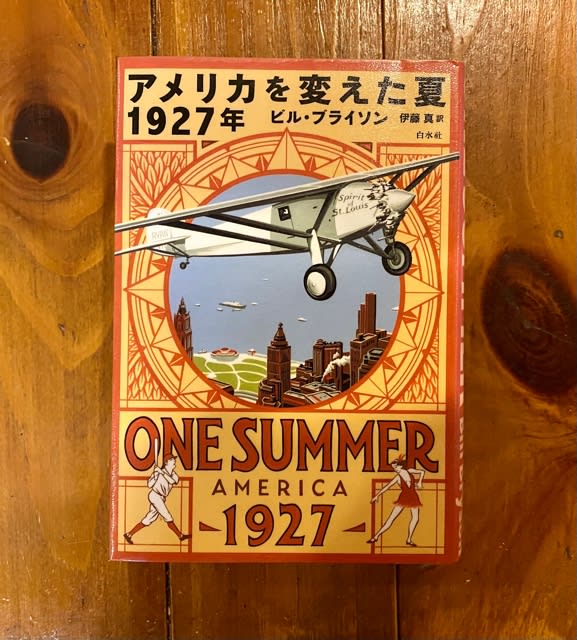 アメリカを変えた夏
1927年 ビル・ブライソン 伊藤 真 訳
白水社
Spirit
of
St. Louis
RYAN
ONE SUMMER
AMERICA
1927